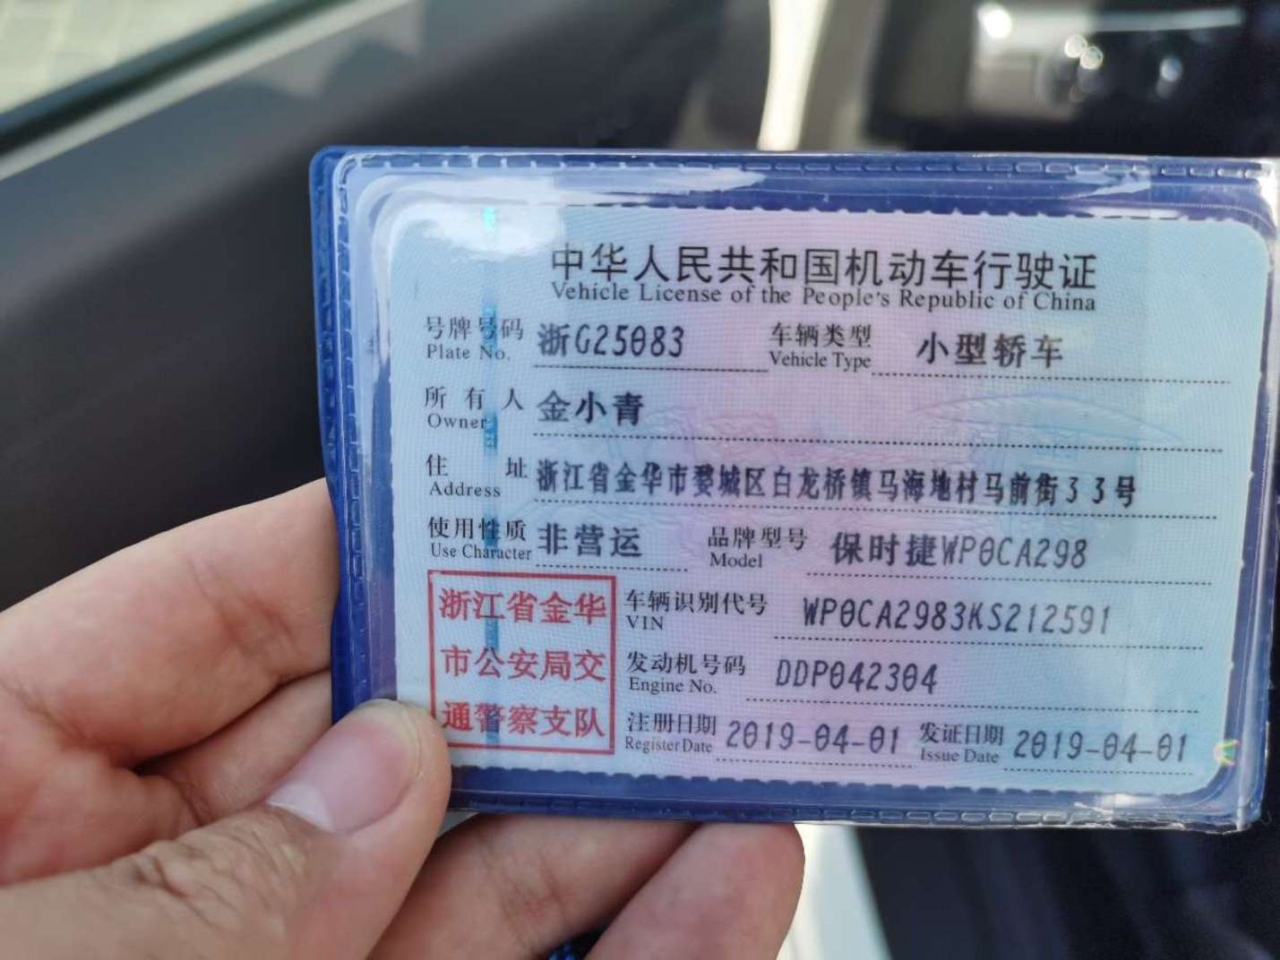 中华人民共和国机动车行驶证
Vehicle License of the People's Republic of China
号牌号码 浙G25083 车辆类型 小型轿车
Plate No. Vehicle Type
所有人 金小青
Owner
住址 浙江省金华市婺城区白龙桥镇马海地村马前街33号
Address
使用性质 非营运 品牌型号 保时捷WP0CA298
Use Character Model
浙江省金华
市公安局交
通警察支队
车辆识别代号 WP0CA2983KS212591
VIN
发动机号码 DDP042304
Engine No.
注册日期 2019-04-01 发证日期 2019-04-01
Register Date Issue Date